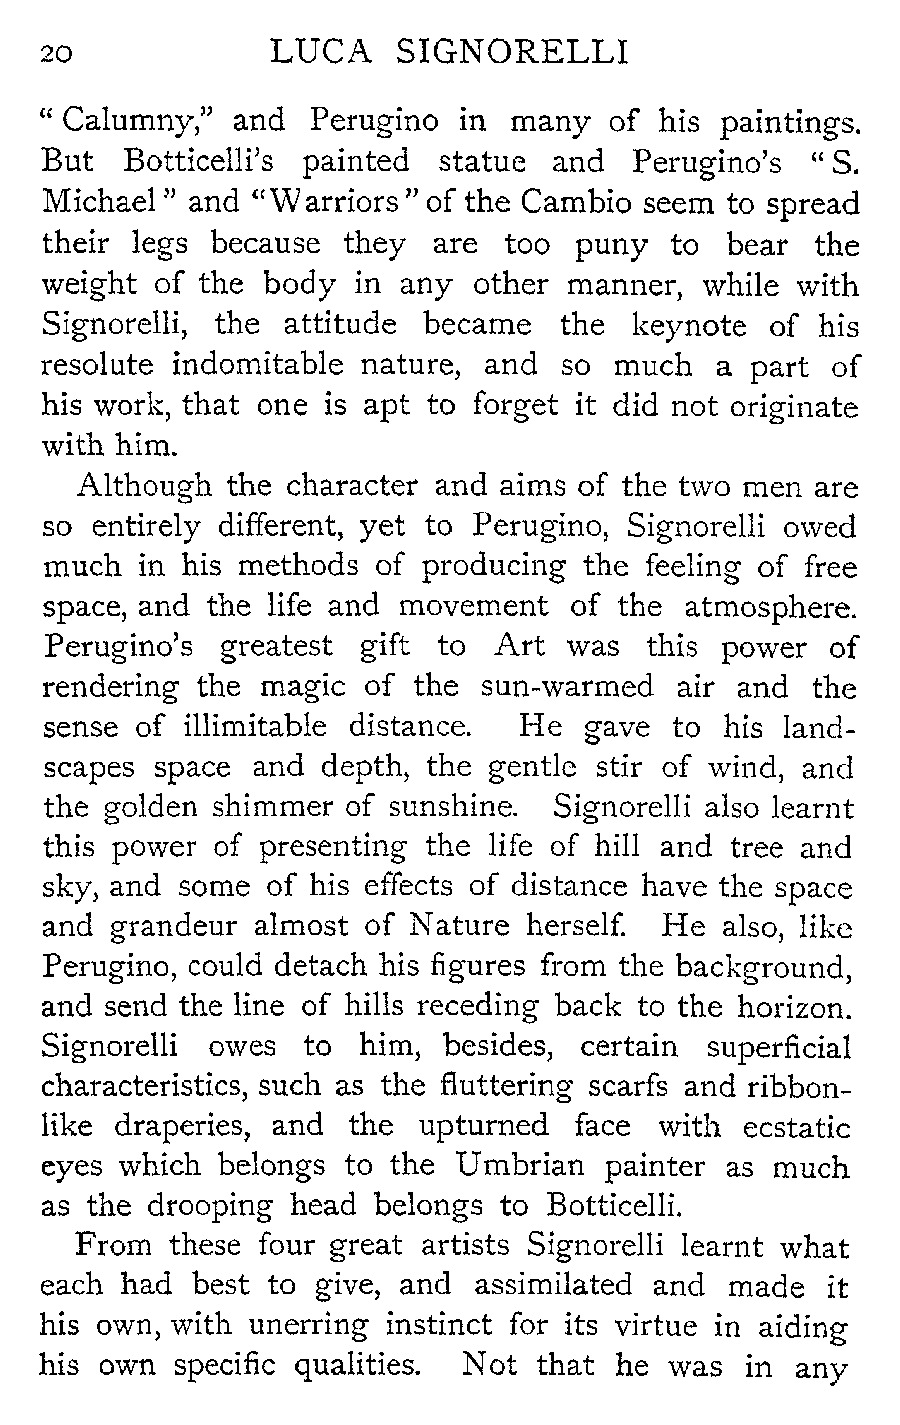 20 LUCA SIGNORELLI
“ Calumny,” and Perugino in many of his paintings.
But Botticelli’s painted statue and Perugino’s “ S.
Michael ” and “Warriors ” of the Cambio seem to spread
their legs because they are too puny to bear the
weight of the body in any other manner, while with
Signorelli, the attitude became the keynote of his
resolute indomitable nature, and so much a part of
his work, that one is apt to forget it did not originate
with him.
Although the character and aims of the two men are
so entirely different, yet to Perugino, Signorelli owed
much in his methods of producing the feeling of free
space, and the life and movement of the atmosphere.
Perugino’s greatest gift to Art was this power of
rendering the magic of the sun-warmed air and the
sense of illimitable distance. He gave to his land-
scapes space and depth, the gentle stir of wind, and
the golden shimmer of sunshine. Signorelli also learnt
this power of presenting the life of hill and tree and
sky, and some of his effects of distance have the space
and grandeur almost of Nature herself. He also, like
Perugino, could detach his figures from the background,
and send the line of hills receding back to the horizon.
Signorelli owes to him, besides, certain superficial
characteristics, such as the fluttering scarfs and ribbon-
like draperies, and the upturned face with ecstatic
eyes which belongs to the Umbrian painter as much
as the drooping head belongs to Botticelli.
From these four great artists Signorelli learnt what
each had best to give, and assimilated and made it
his own, with unerring instinct for its virtue in aiding
his own specific qualities. Not that he was in any